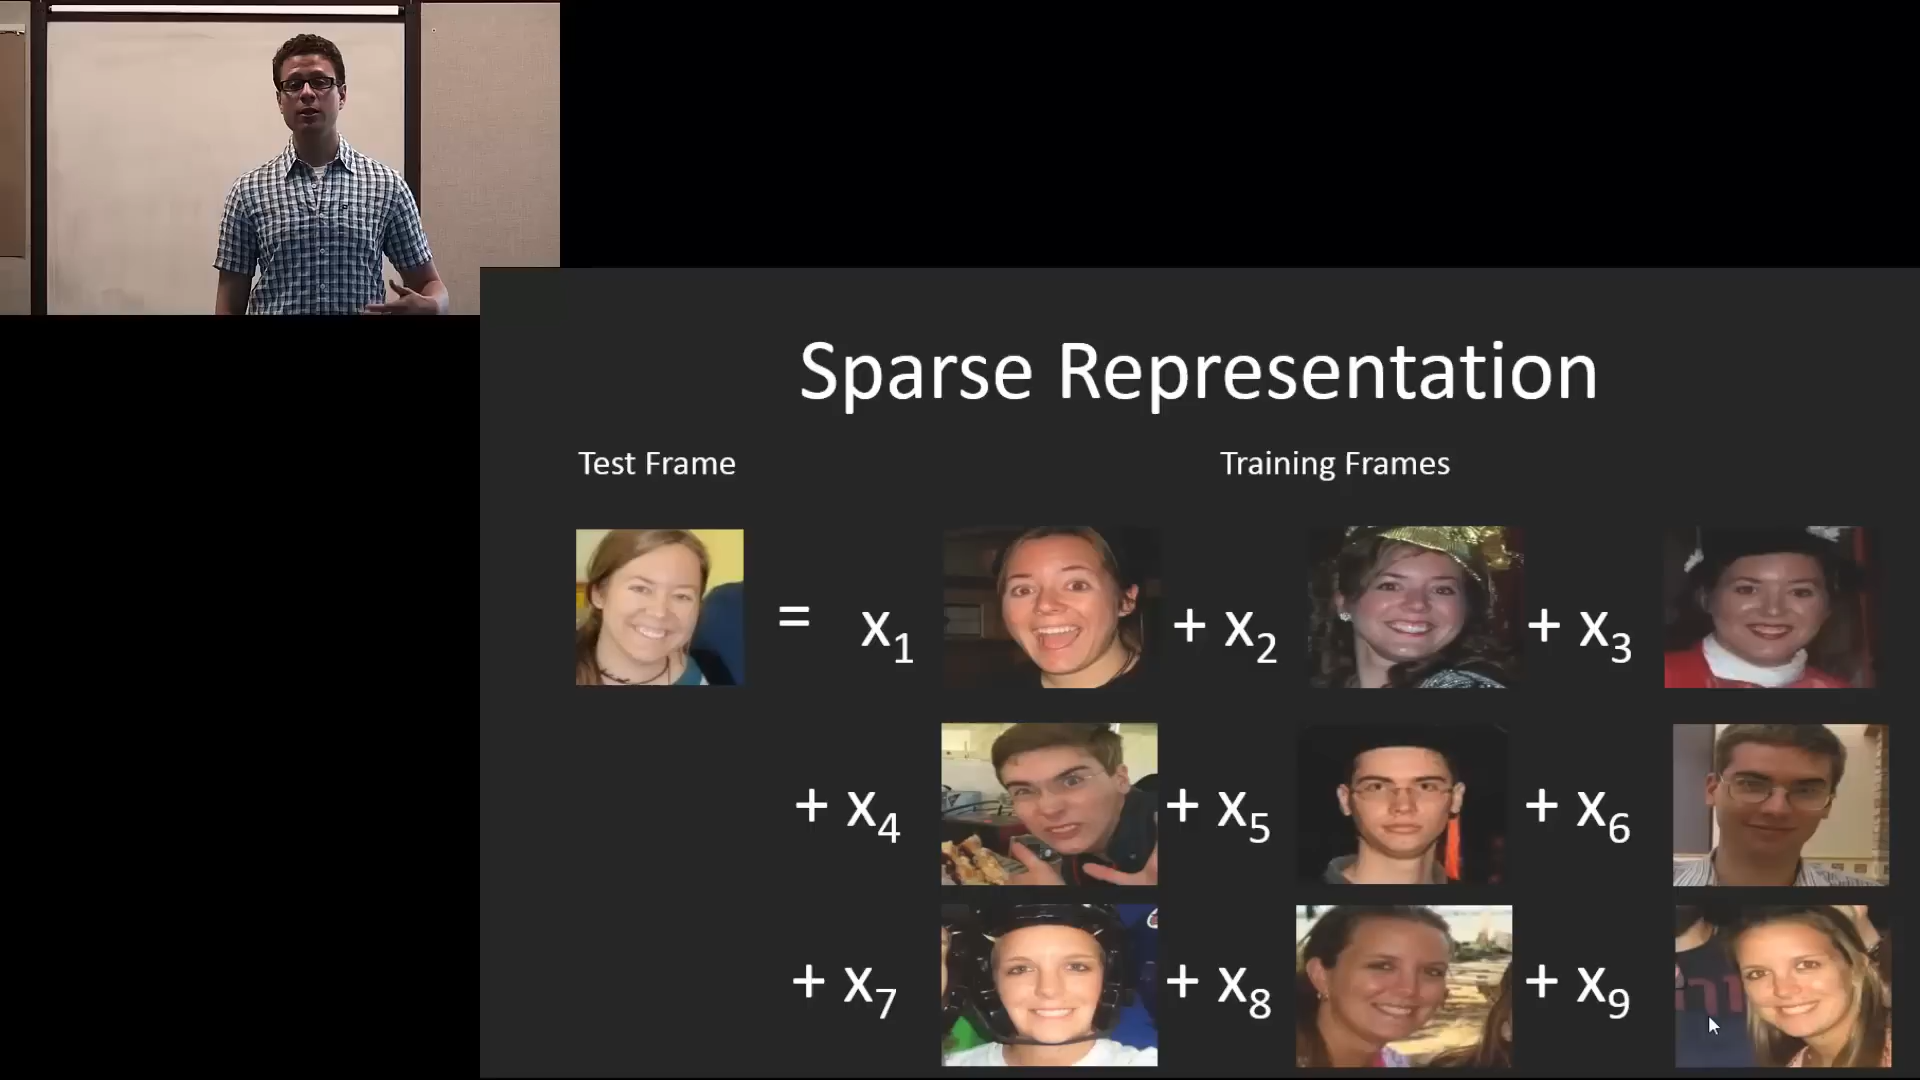 Sparse Representation
Test Frame Training Frames
= x₁ + x₂ + x₃
+ x₄ + x₅ + x₆
+ x₇ + x₈ + x₉